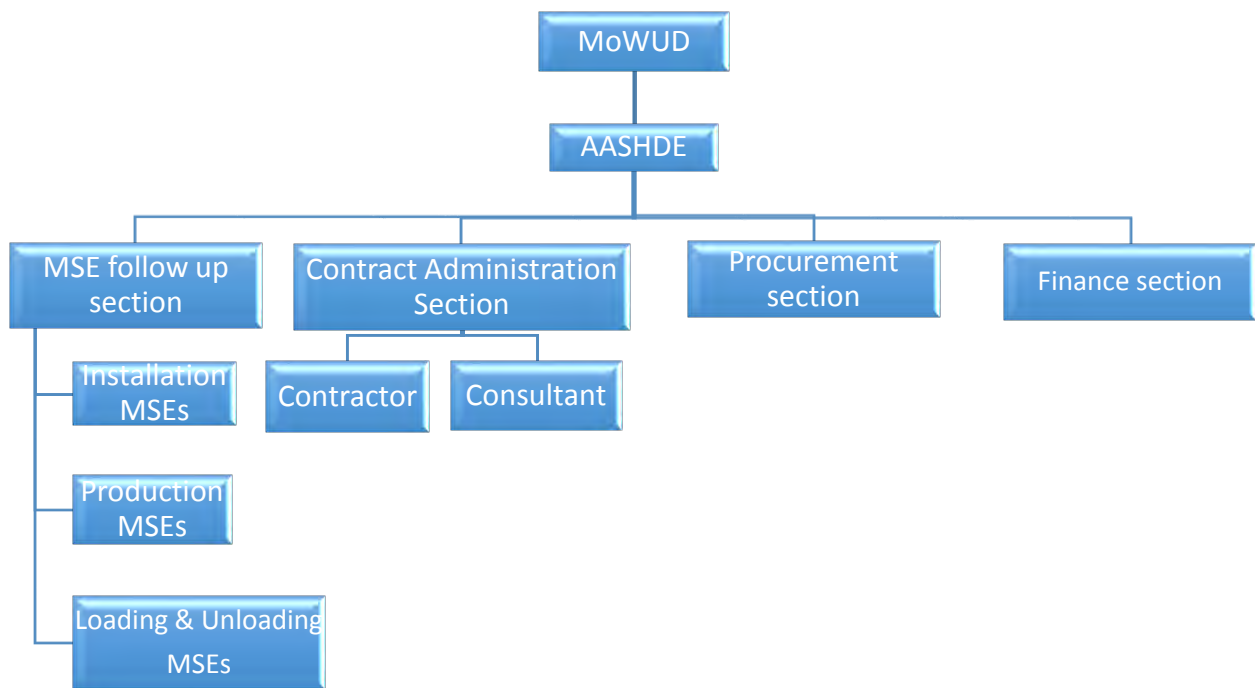 MoWUD
AASHDE
MSE follow up
section
Contract Administration
Section
Procurement
section
Finance section
Installation
MSEs
Contractor
Consultant
Production
MSEs
Loading & Unloading
MSEs